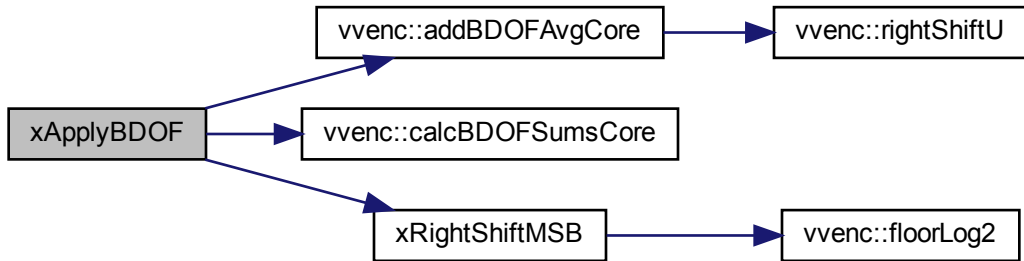 vvenc::addBDOFAvgCore
vvenc::rightShiftU
xApplyBDOF
vvenc::calcBDOFSumsCore
xRightShiftMSB
vvenc::floorLog2